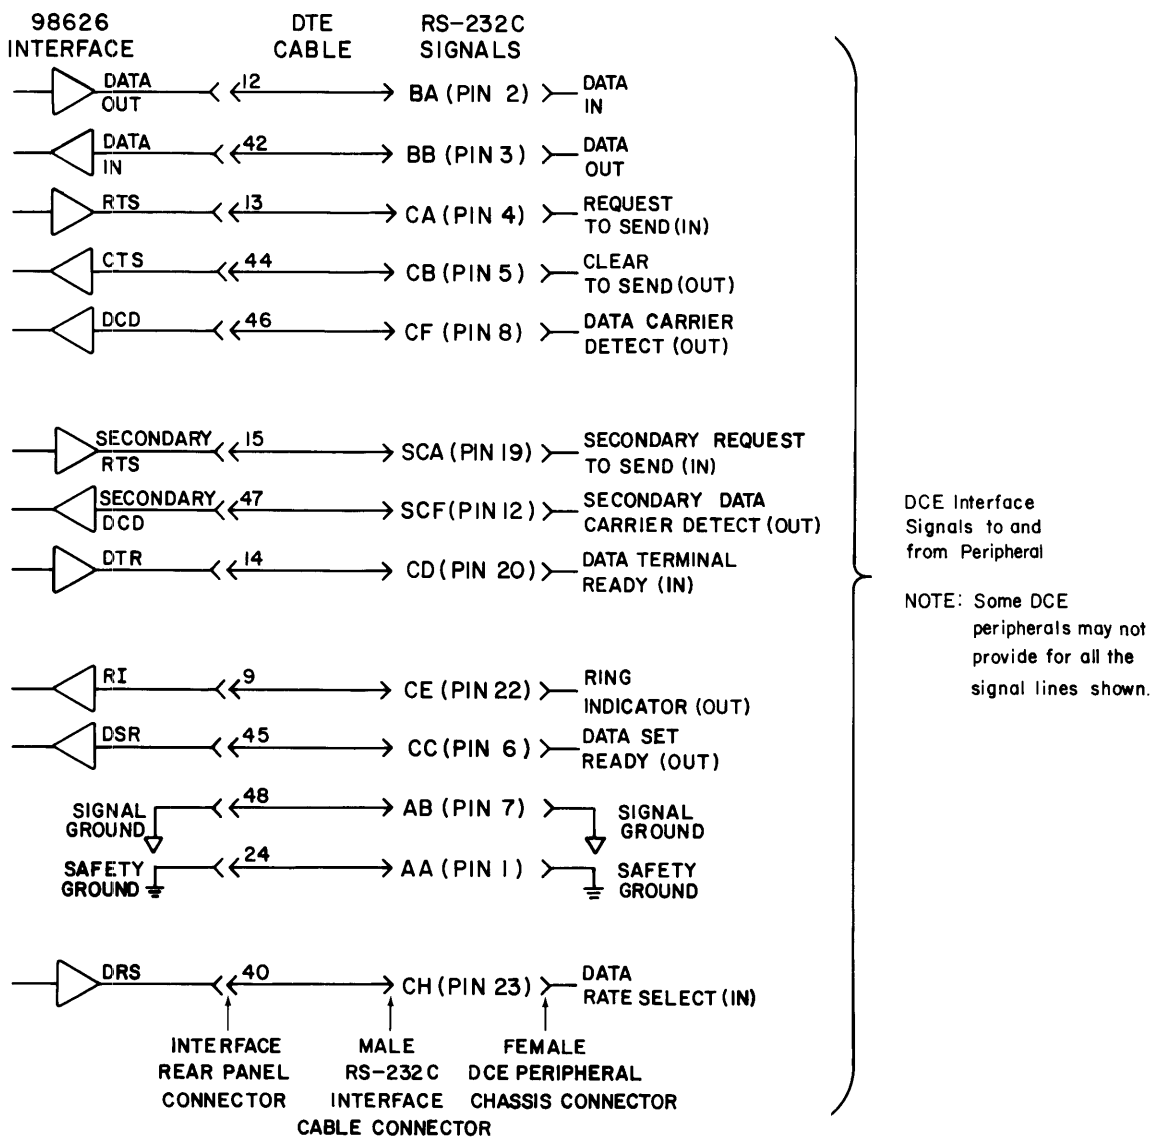 98626 DTE RS-232C
INTERFACE CABLE SIGNALS
DATA 12 BA (PIN 2) DATA
OUT IN
DATA 42 BB (PIN 3) DATA
IN OUT
RTS 13 CA (PIN 4) REQUEST
TO SEND (IN)
CTS 44 CB (PIN 5) CLEAR
TO SEND (OUT)
DCD 46 CF (PIN 8) DATA CARRIER
DETECT (OUT)
SECONDARY 15 SCA (PIN 19) SECONDARY REQUEST
RTS TO SEND (IN)
SECONDARY 47 SCF (PIN 12) SECONDARY DATA
DCD CARRIER DETECT (OUT)
DTR 14 CD (PIN 20) DATA TERMINAL
READY (IN)
RI 9 CE (PIN 22) RING
INDICATOR (OUT)
DSR 45 CC (PIN 6) DATA SET
READY (OUT)
SIGNAL 48 AB (PIN 7) SIGNAL
GROUND GROUND
SAFETY 24 AA (PIN 1) SAFETY
GROUND GROUND
DRS 40 CH (PIN 23) DATA
RATE SELECT (IN)
INTERFACE
REAR PANEL
CONNECTOR
MALE
RS-232C
INTERFACE
CABLE CONNECTOR
FEMALE
DCE PERIPHERAL
CHASSIS CONNECTOR
DCE Interface
Signals to and
from Peripheral
NOTE: Some DCE
peripherals may not
provide for all the
signal lines shown.